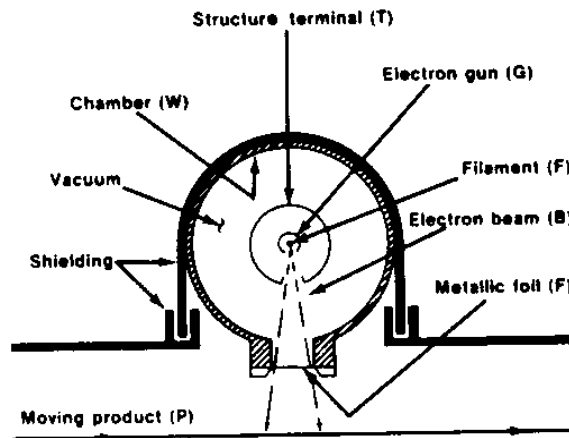 Structure terminal (T)
Electron gun (G)
Chamber (W)
Vacuum
Filament (F)
Electron beam (B)
Shielding
Metallic foil (F)
Moving product (P)